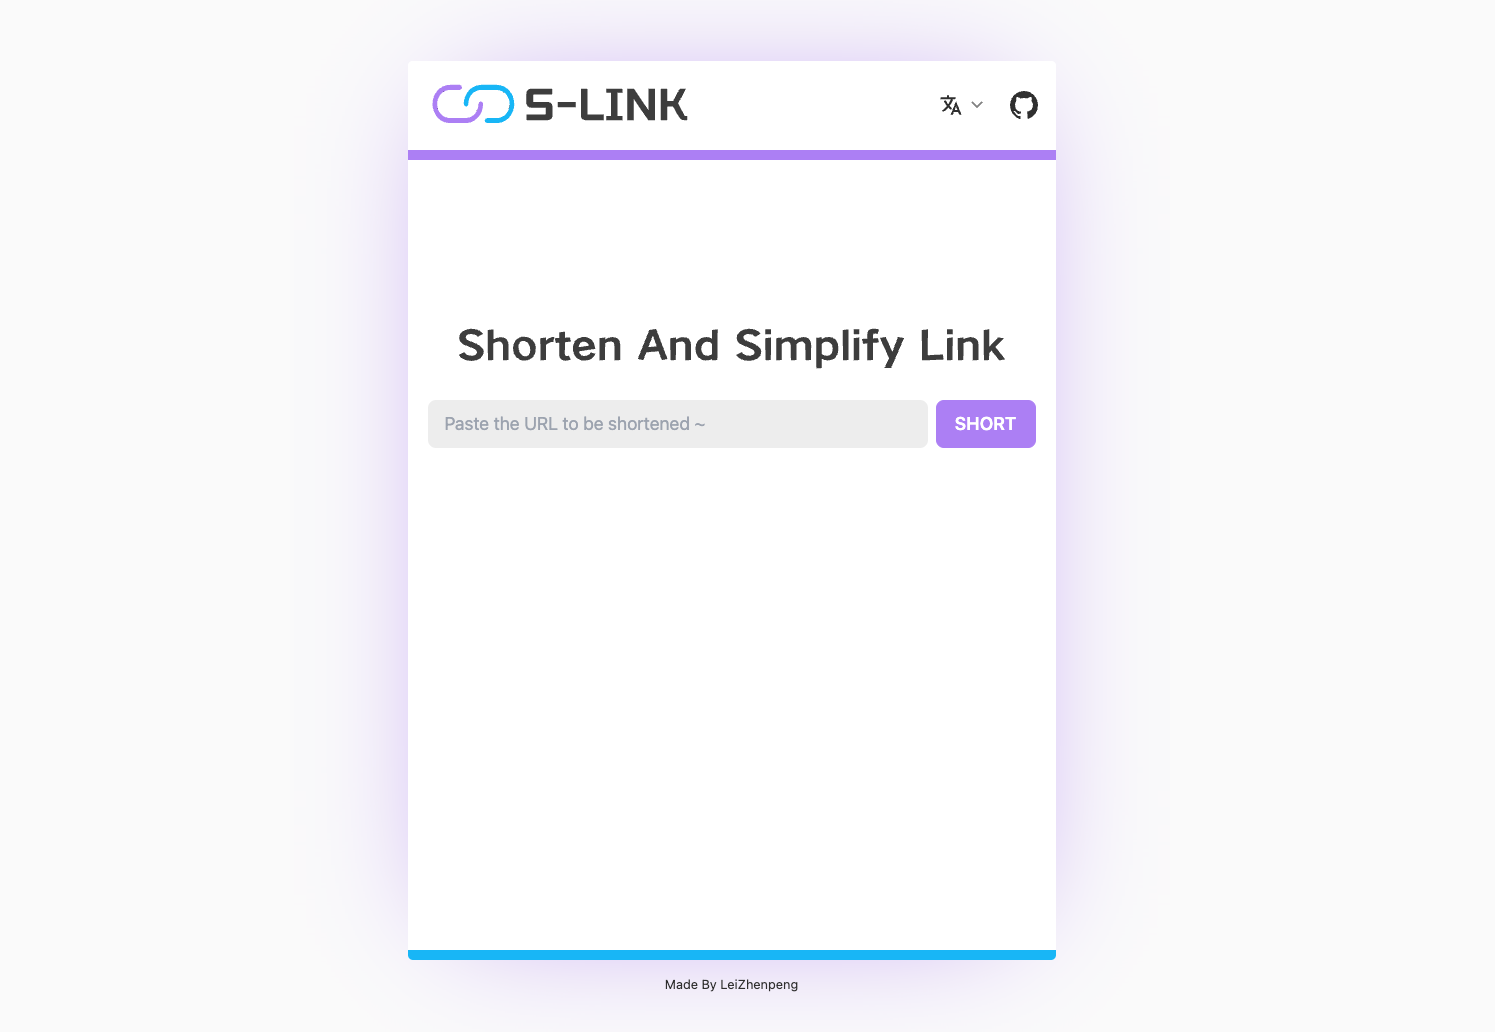 S-LINK
Shorten And Simplify Link
Paste the URL to be shortened ~
SHORT
Made By LeiZhenpeng